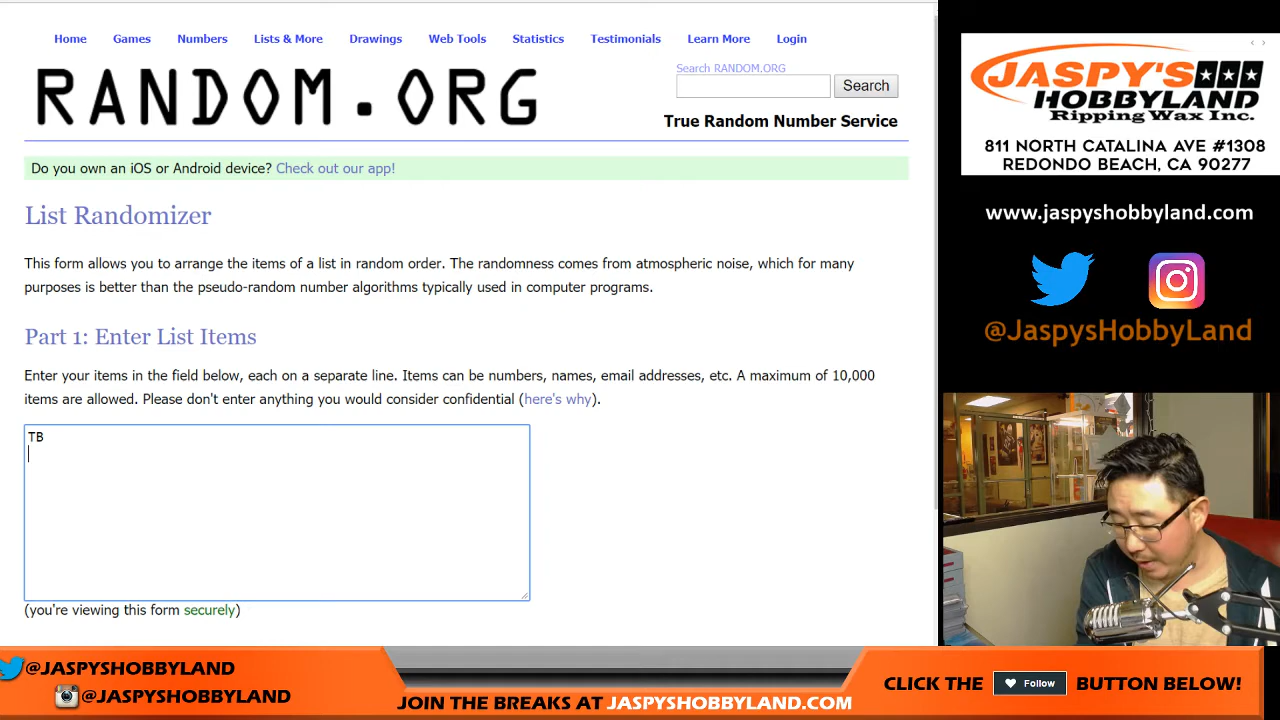 Home Games Numbers Lists & More Drawings Web Tools Statistics Testimonials Learn More Login
RANDOM.ORG
Search RANDOM.ORG
Search
True Random Number Service
Do you own an iOS or Android device? Check out our app!
List Randomizer
This form allows you to arrange the items of a list in random order. The randomness comes from atmospheric noise, which for many
purposes is better than the pseudo-random number algorithms typically used in computer programs.
Part 1: Enter List Items
Enter your items in the field below, each on a separate line. Items can be numbers, names, email addresses, etc. A maximum of 10,000
items are allowed. Please don't enter anything you would consider confidential (here's why).
TB
(you're viewing this form securely)
JASPY'S
HOBBYLAND
Ripping Wax Inc.
811 NORTH CATALINA AVE #1308
REDONDO BEACH, CA 90277
www.jaspyshobbyland.com
@JaspysHobbyLand
@JASPYSHOBBYLAND
@JASPYSHOBBYLAND
JOIN THE BREAKS AT JASPYSHOBBYLAND.COM
CLICK THE Follow BUTTON BELOW!